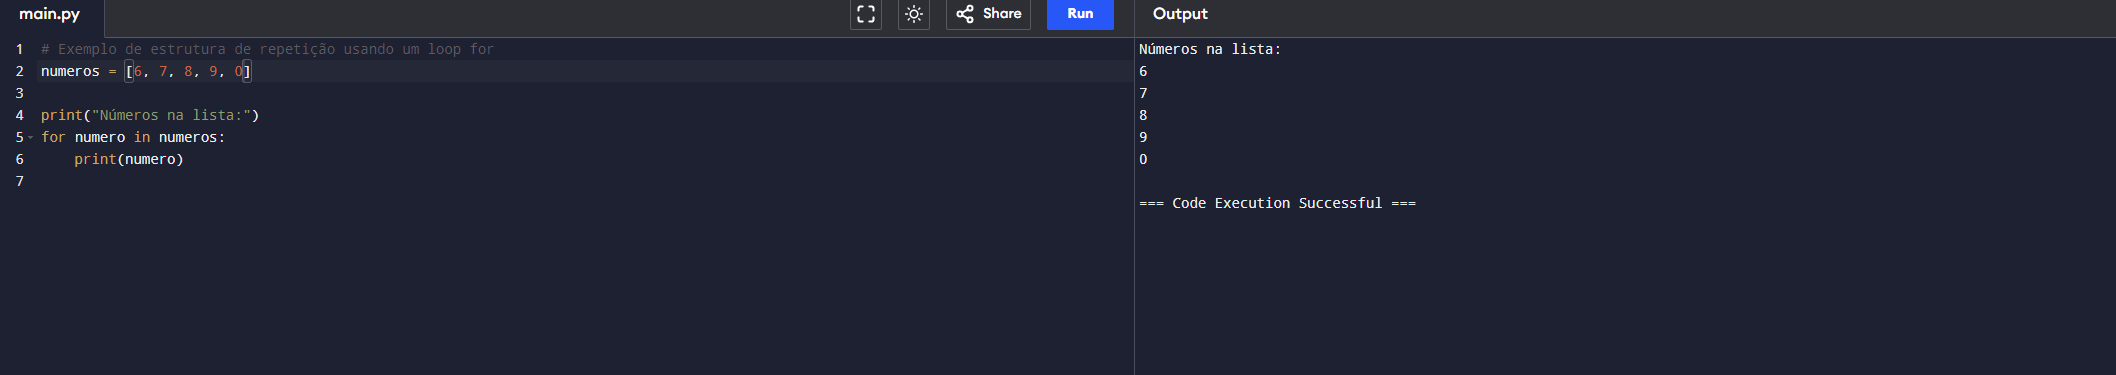 main.py
Share
Run
Output
1 # Exemplo de estrutura de repetição usando um loop for
2 numeros = [6, 7, 8, 9, 0]
3
4 print("Números na lista:")
5 for numero in numeros:
6     print(numero)
7
Números na lista:
6
7
8
9
0
=== Code Execution Successful ===